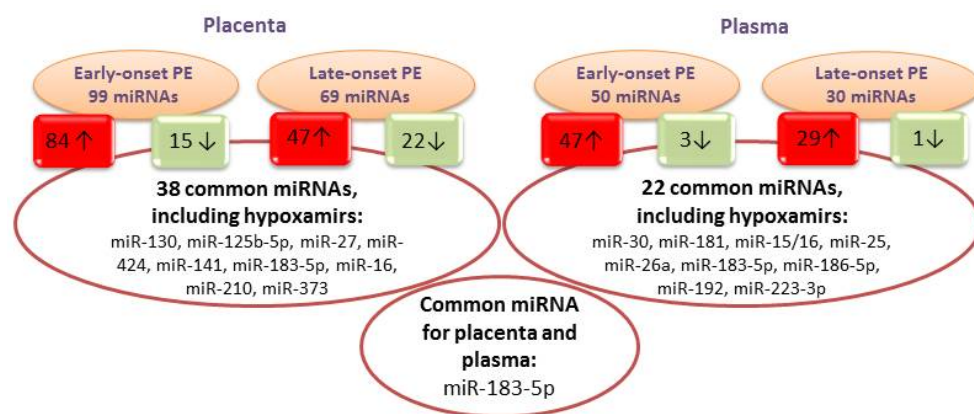 Placenta
Plasma
Early-onset PE
99 miRNAs
Late-onset PE
69 miRNAs
Early-onset PE
50 miRNAs
Late-onset PE
30 miRNAs
84↑
15↓
47↑
22↓
47↑
3↓
29↑
1↓
38 common miRNAs,
including hypoxamirs:
miR-130, miR-125b-5p, miR-27, miR-
424, miR-141, miR-183-5p, miR-16,
miR-210, miR-373
22 common miRNAs,
including hypoxamirs:
miR-30, miR-181, miR-15/16, miR-25,
miR-26a, miR-183-5p, miR-186-5p,
miR-192, miR-223-3p
Common miRNA
for placenta and
plasma:
miR-183-5p